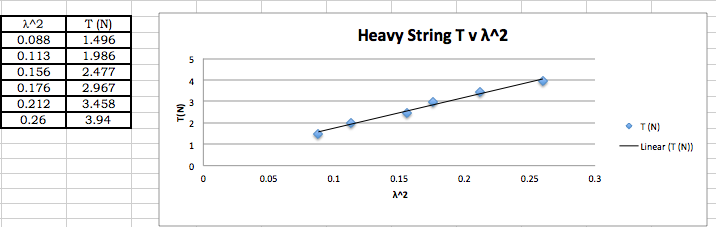 λ^2 T (N)
0.088 1.496
0.113 1.986
0.156 2.477
0.176 2.967
0.212 3.458
0.26 3.94
Heavy String T v λ^2
5
4
3
2
1
0
T(N)
0 0.05 0.1 0.15 0.2 0.25 0.3
λ^2
T (N)
Linear (T (N))